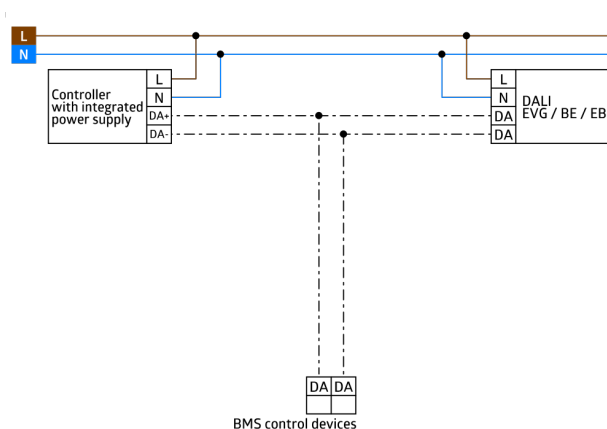 L
N
Controller
with integrated
power supply
L
N
DA+
DA-
L
N
DA
DA
DALI
EVG / BE / EB
DA DA
BMS control devices